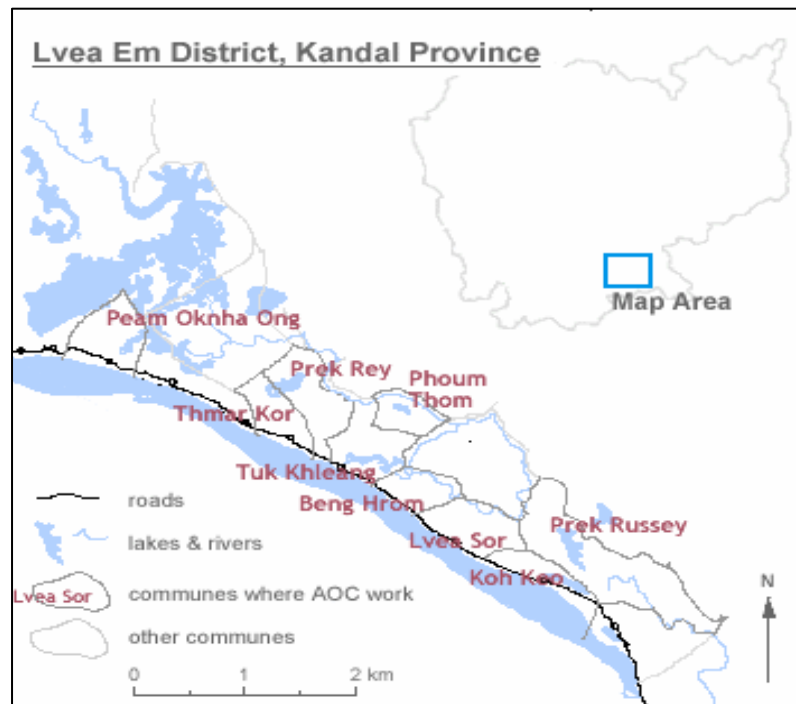 Lvea Em District, Kandal Province
Map Area
Peam Oknha Ong
Prek Rey
Phoum
Thom
Thmar Kor
Tuk Khleang
Beng Hrom
Prek Russey
Lvea Sor
Koh Keo
roads
lakes & rivers
Lvea Sor
communes where AOC work
other communes
N
0 1 2 km